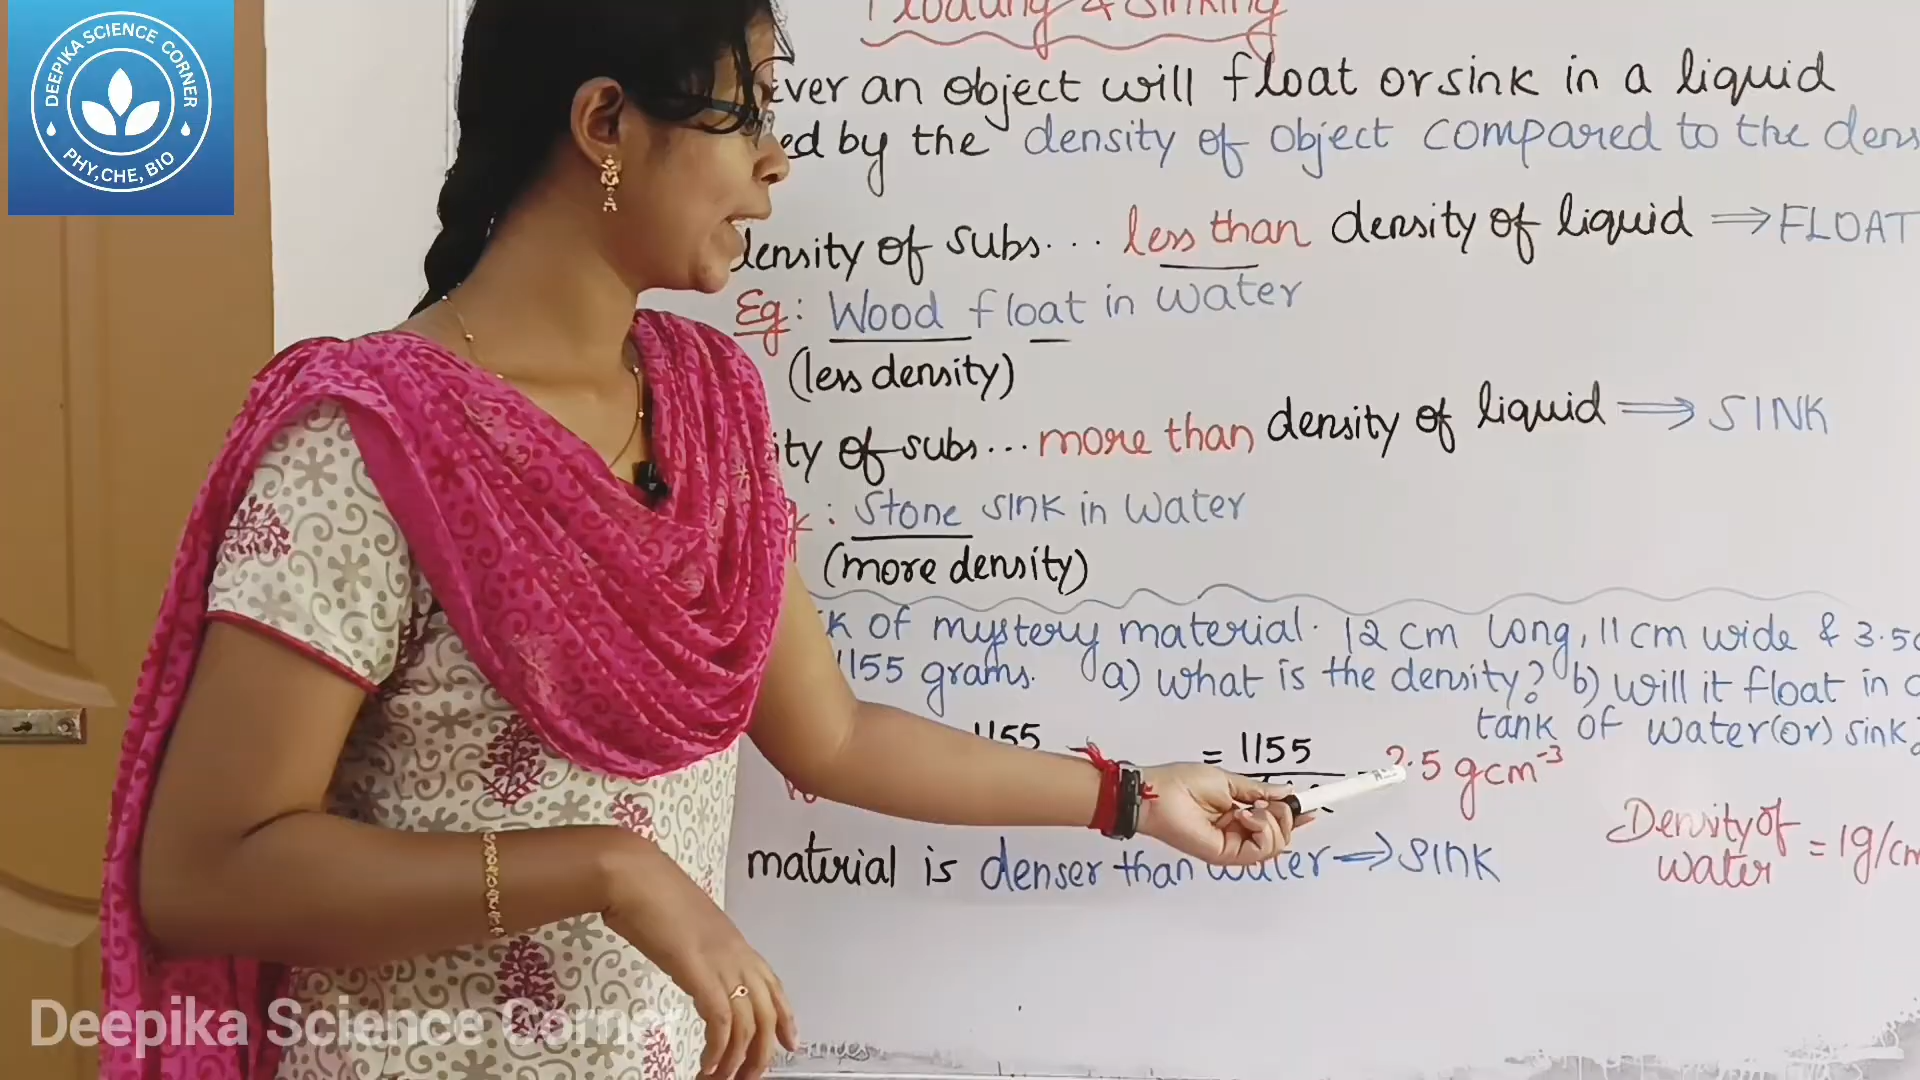 DEEPIKA SCIENCE CORNER
PHY,CHE, BIO
Floating & Sinking
ever an object will float or sink in a liquid
ed by the density of object compared to the dens
density of subs... less than density of liquid ⟹ FLOAT
Eg: Wood float in water
(less density)
ity of subs... more than density of liquid ⟹ SINK
: Stone sink in water
(more density)
k of mystery material. 12 cm long, 11 cm wide & 3.5c
1155 grams. a) what is the density? b) will it float in a
tank of water(or) sink?
1155 = 1155
2.5 gcm⁻³
Density of water = 1g/cm
material is denser than water ⟹ SINK
Deepika Science Corner